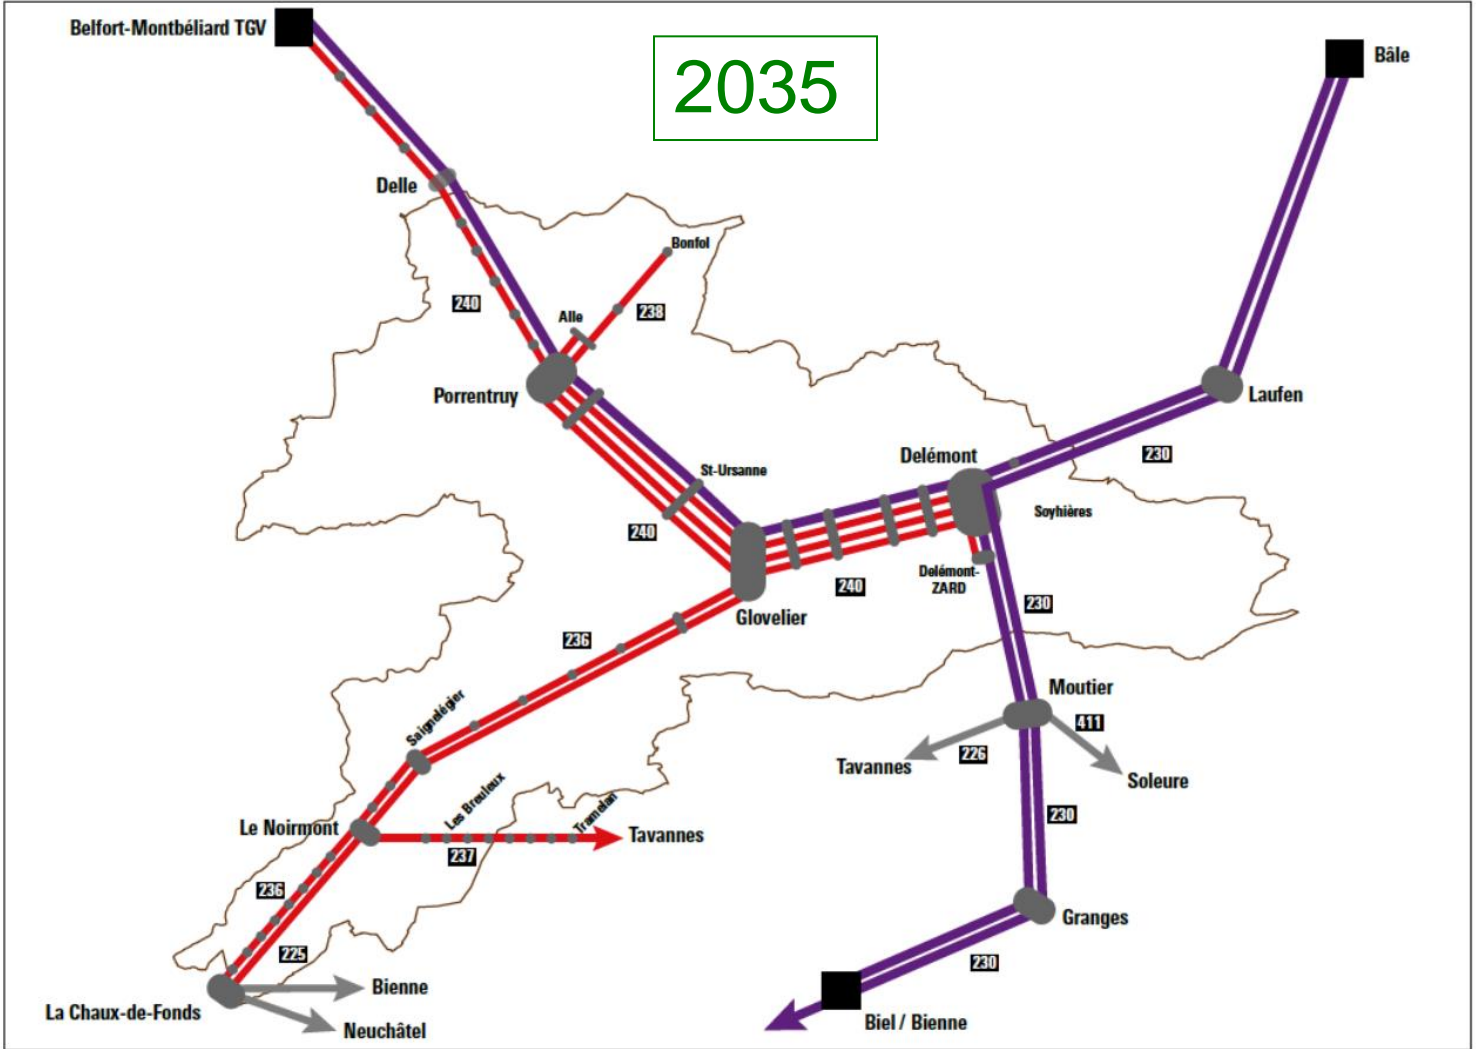 Belfort-Montbéliard TGV
2035
Bâle
Delle
Bonfol
240
238
Alle
Porrentruy
Laufen
Delémont
230
St-Ursanne
Soyhières
240
Delémont-
ZARD
240
230
Glovelier
236
Moutier
Saignelégier
411
226
Tavannes
Soleure
Les Breuleux
Tramelan
230
Le Noirmont
Tavannes
237
236
Granges
225
230
Bienne
La Chaux-de-Fonds
Biel / Bienne
Neuchâtel